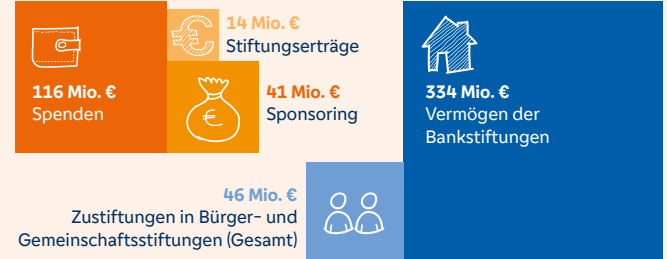 14 Mio. €
Stiftungserträge
116 Mio. €
Spenden
41 Mio. €
Sponsoring
334 Mio. €
Vermögen der
Bankstiftungen
46 Mio. €
Zustiftungen in Bürger- und
Gemeinschaftsstiftungen (Gesamt)